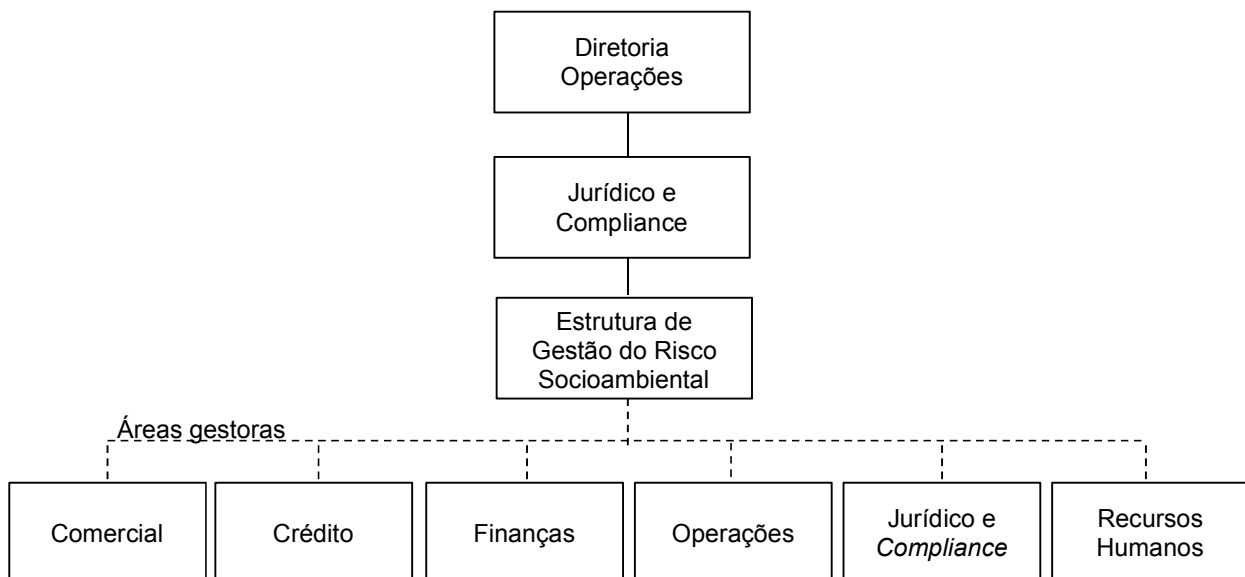 Diretoria
Operações
Jurídico e
Compliance
Estrutura de
Gestão do Risco
Socioambiental
Áreas gestoras
Comercial
Crédito
Finanças
Operações
Jurídico e
Compliance
Recursos
Humanos